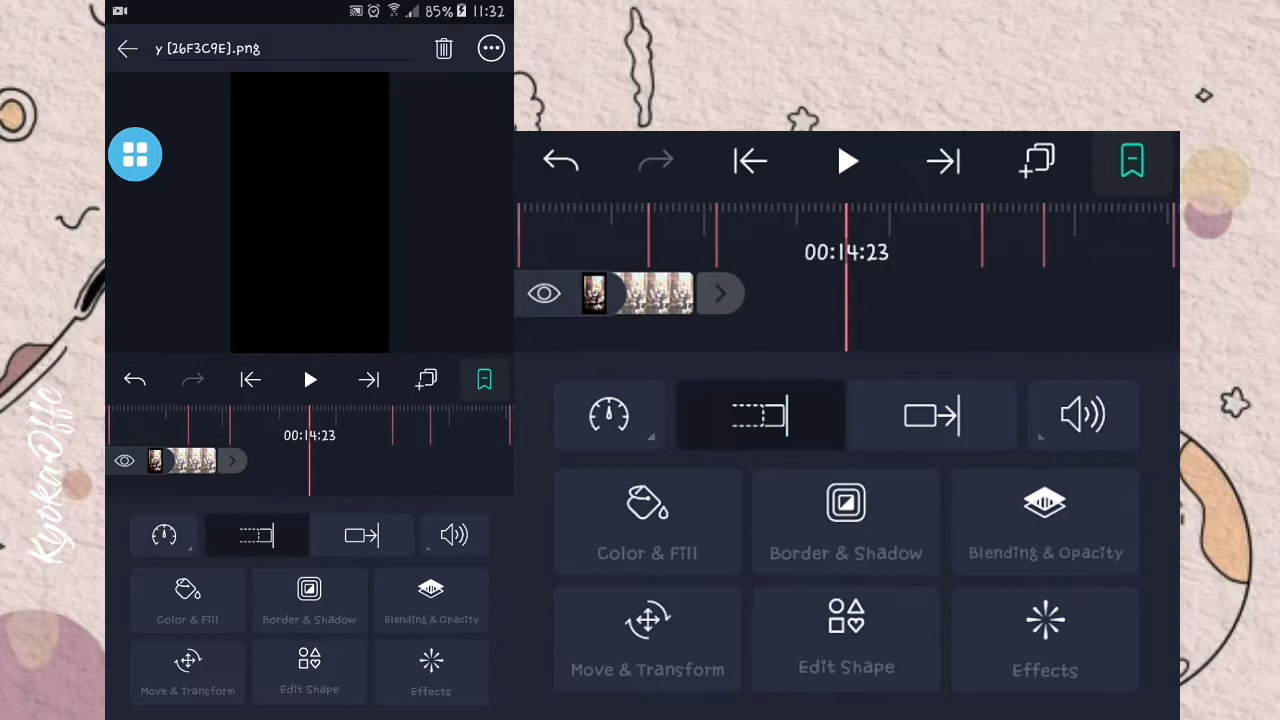 85% 11:32
y [26F3C9E].png
00:14:23
Color & Fill
Border & Shadow
Blending & Opacity
Move & Transform
Edit Shape
Effects
00:14:23
Color & Fill
Border & Shadow
Blending & Opacity
Move & Transform
Edit Shape
Effects
KyokaOffc